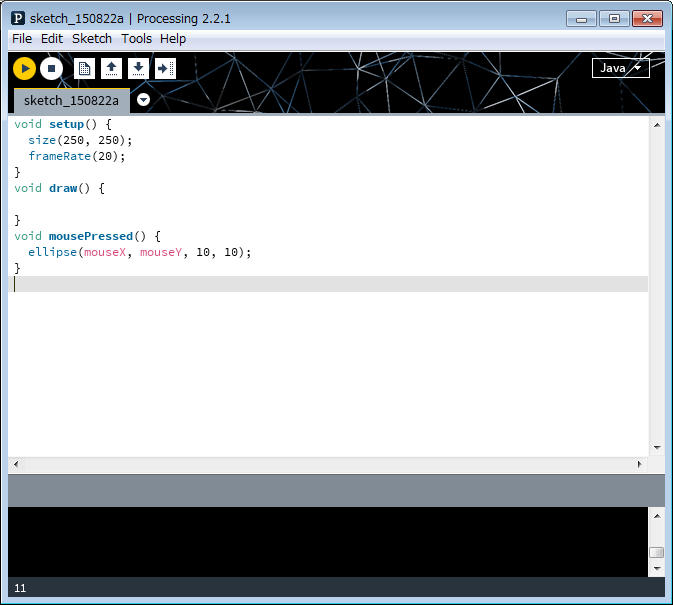 P sketch_150822a | Processing 2.2.1
File Edit Sketch Tools Help
Java
sketch_150822a
void setup() {
  size(250, 250);
  frameRate(20);
}
void draw() {

}
void mousePressed() {
  ellipse(mouseX, mouseY, 10, 10);
}
11